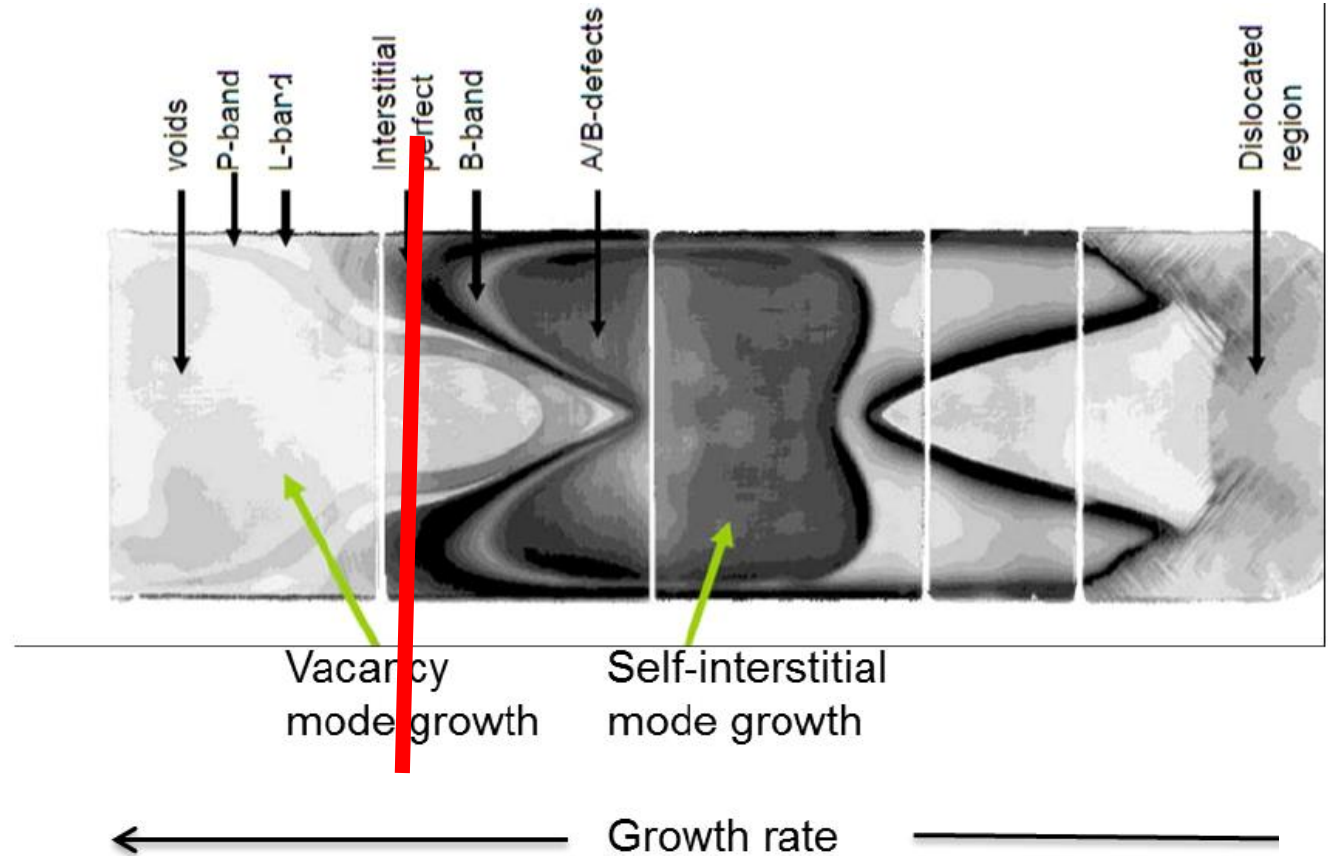 voids
P-band
L-band
Interstitial
perfect
B-band
A/B-defects
Dislocated
region
Vacancy
mode growth
Self-interstitial
mode growth
Growth rate